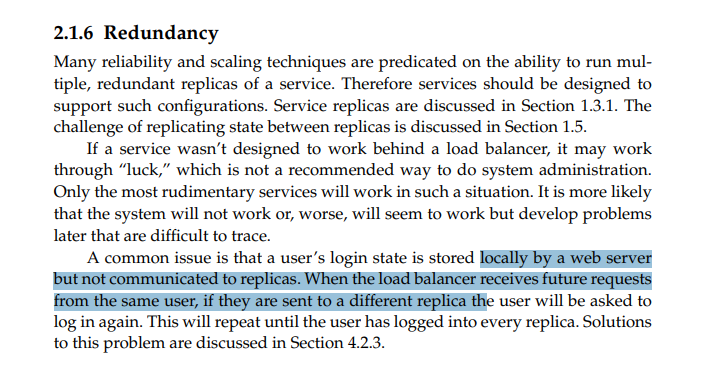 2.1.6 Redundancy
Many reliability and scaling techniques are predicated on the ability to run mul-
tiple, redundant replicas of a service. Therefore services should be designed to
support such configurations. Service replicas are discussed in Section 1.3.1. The
challenge of replicating state between replicas is discussed in Section 1.5.
If a service wasn’t designed to work behind a load balancer, it may work
through “luck,” which is not a recommended way to do system administration.
Only the most rudimentary services will work in such a situation. It is more likely
that the system will not work or, worse, will seem to work but develop problems
later that are difficult to trace.
A common issue is that a user’s login state is stored locally by a web server
but not communicated to replicas. When the load balancer receives future requests
from the same user, if they are sent to a different replica the user will be asked to
log in again. This will repeat until the user has logged into every replica. Solutions
to this problem are discussed in Section 4.2.3.